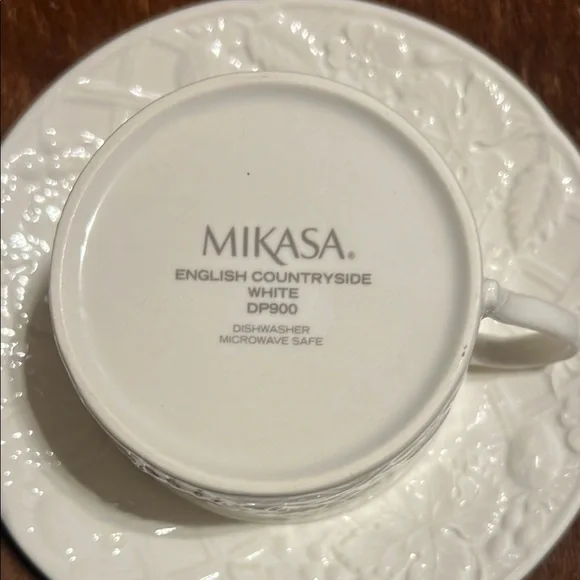 MIKASA®
ENGLISH COUNTRYSIDE
WHITE
DP900
DISHWASHER
MICROWAVE SAFE